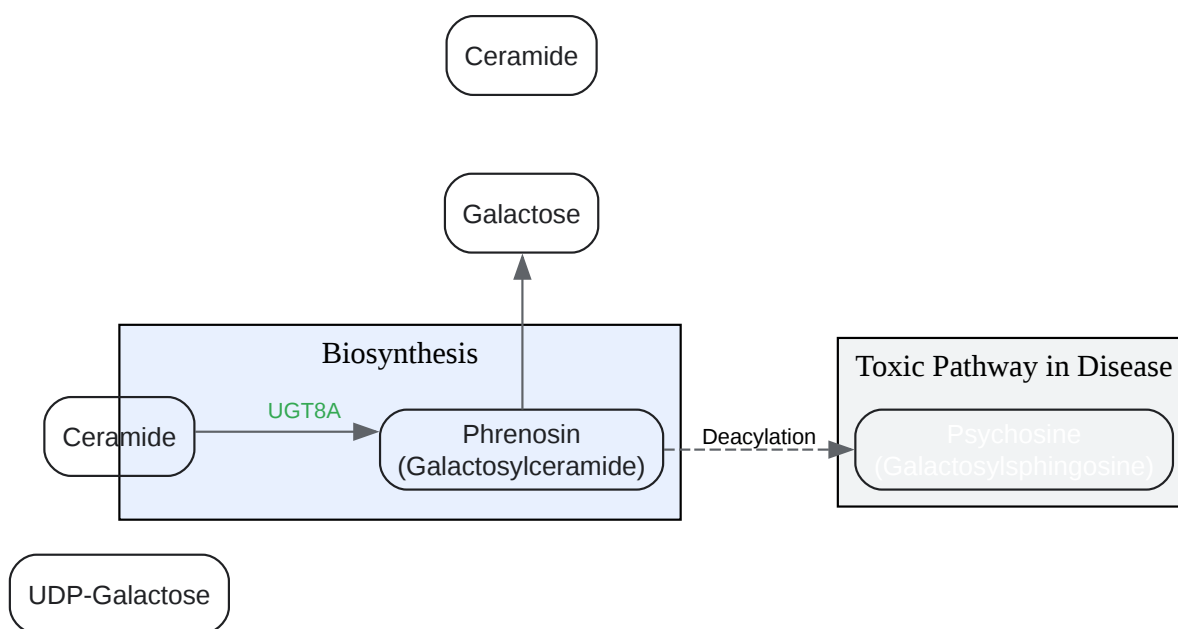 Ceramide
Galactose
Biosynthesis
Toxic Pathway in Disease
Ceramide
UGT8A
Phrenosin
(Galactosylceramide)
Deacylation
Psychosine
(Galactosylsphingosine)
UDP-Galactose